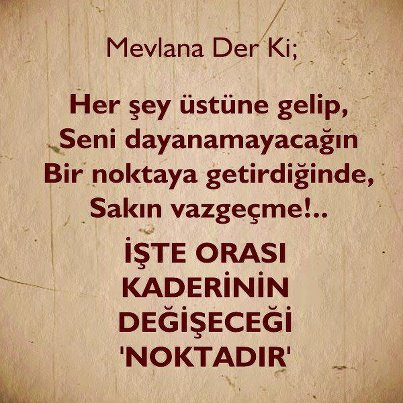 Mevlana Der Ki;
Her şey üstüne gelip,
Seni dayanamayacağın
Bir noktaya getirdiğinde,
Sakın vazgeçme!..
İŞTE ORASI
KADERİNİN
DEĞİŞECEĞİ
'NOKTADIR'